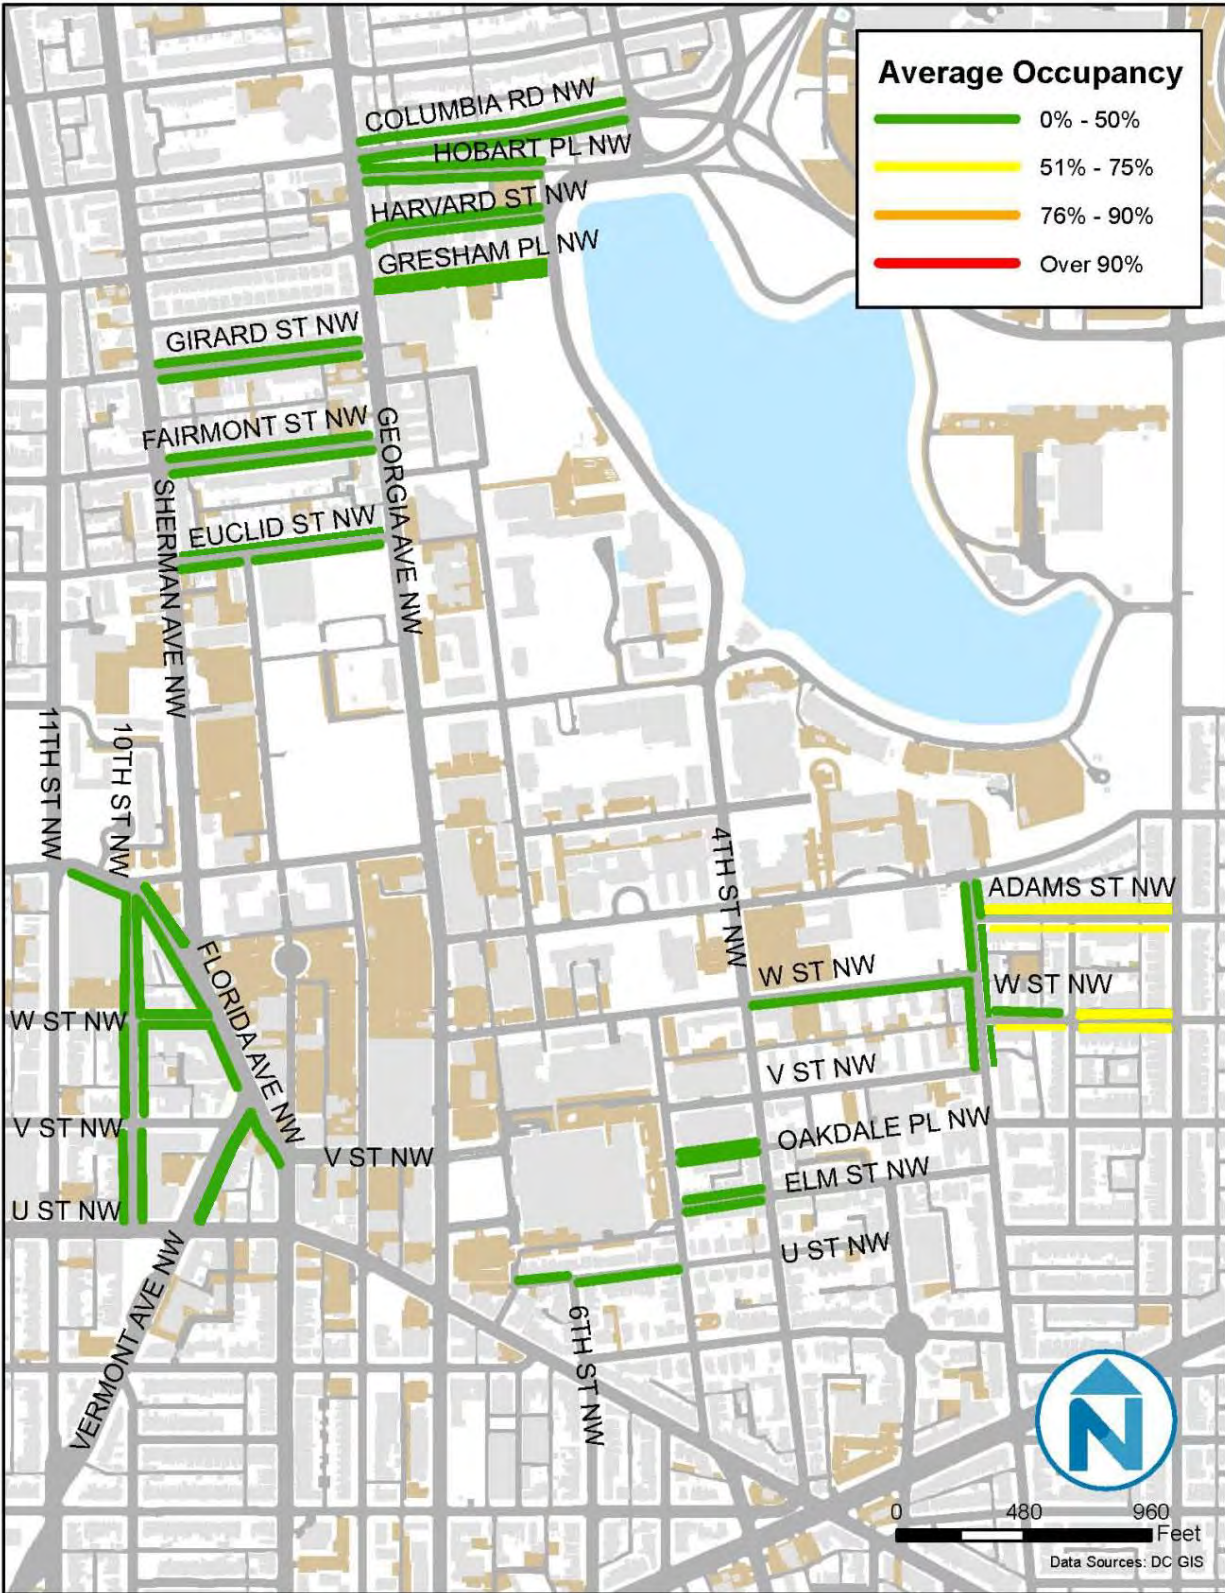 Average Occupancy
0% - 50%
51% - 75%
76% - 90%
Over 90%
COLUMBIA RD NW
HOBART PL NW
HARVARD ST NW
GRESHAM PL NW
GIRARD ST NW
FAIRMONT ST NW
GEORGIA AVE NW
EUCLID ST NW
SHERMAN AVE NW
11TH ST NW
10TH ST NW
4TH ST NW
ADAMS ST NW
FLORIDA AVE NW
W ST NW
W ST NW
W ST NW
V ST NW
V ST NW
OAKDALE PL NW
V ST NW
ELM ST NW
U ST NW
U ST NW
VERMONT AVE NW
6TH ST NW
N
0 480 960
Feet
Data Sources: DC GIS